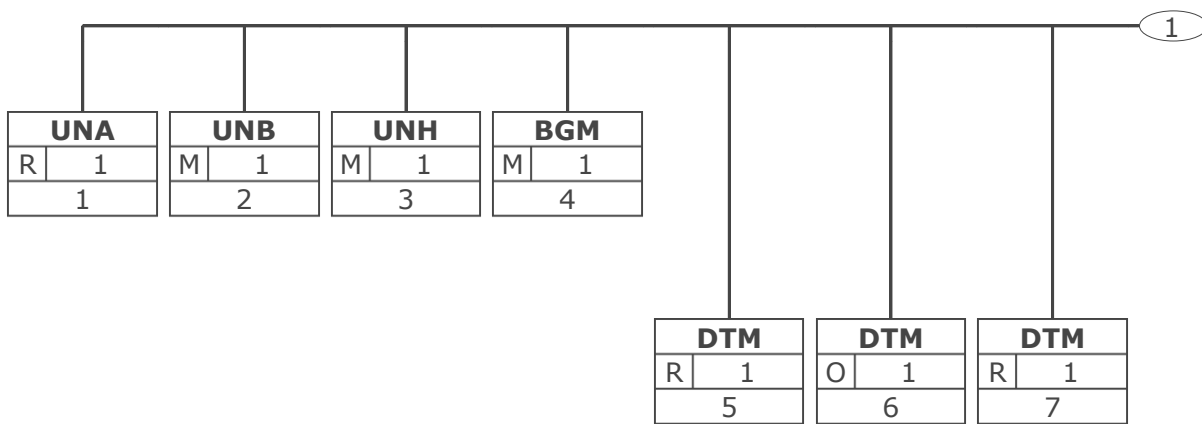 1
UNA UNB UNH BGM
R 1 M 1 M 1 M 1
1 2 3 4
DTM DTM DTM
R 1 O 1 R 1
5 6 7